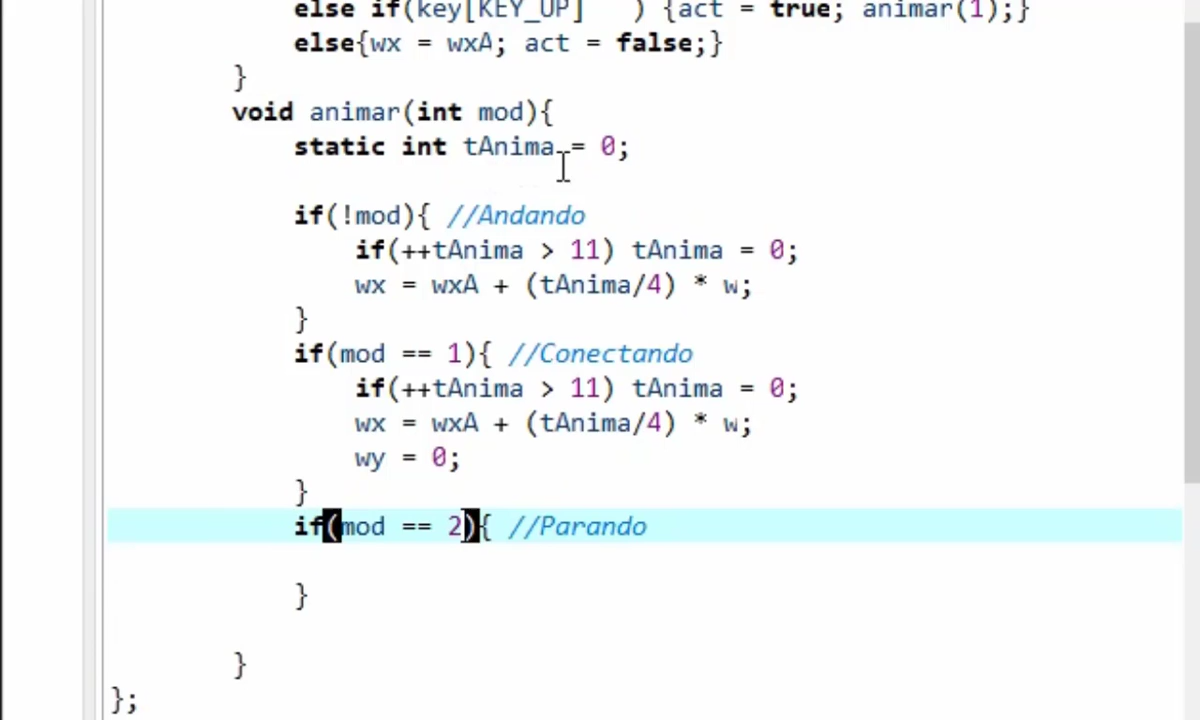 else if(key[KEY_UP]   ) {act = true; animar(1);}
else{wx = wxA; act = false;}
}
void animar(int mod){
static int tAnima = 0;
if(!mod){ //Andando
if(++tAnima > 11) tAnima = 0;
wx = wxA + (tAnima/4) * w;
}
if(mod == 1){ //Conectando
if(++tAnima > 11) tAnima = 0;
wx = wxA + (tAnima/4) * w;
wy = 0;
}
if(mod == 2){ //Parando
}
}
};